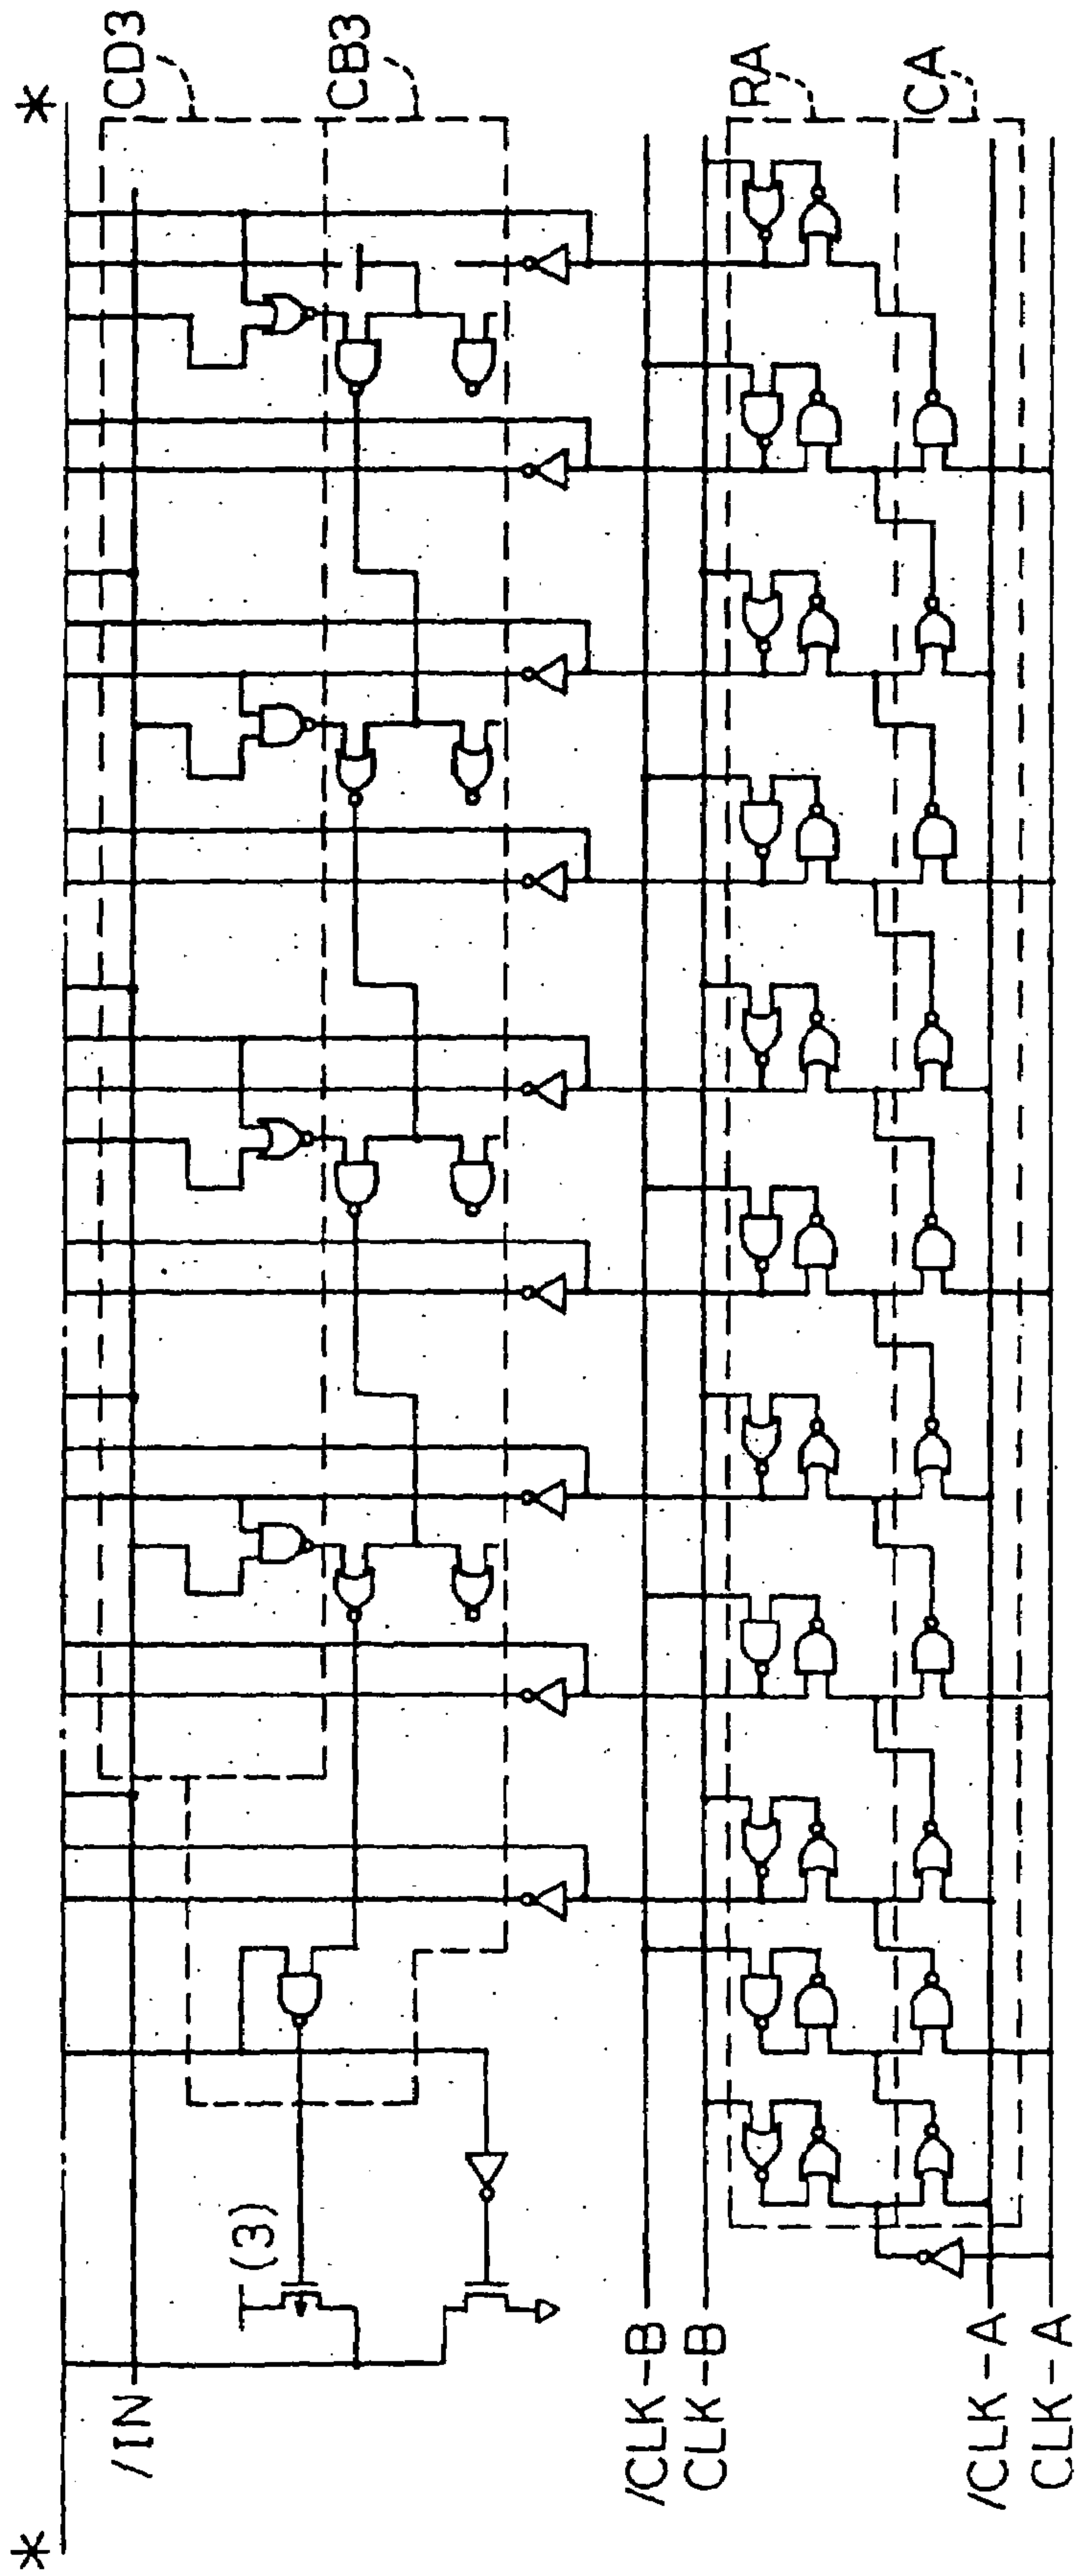 *
CD3
CB3
RA
CA
(3)
*
/IN
/CLK-B
CLK-B
/CLK-A
CLK-A